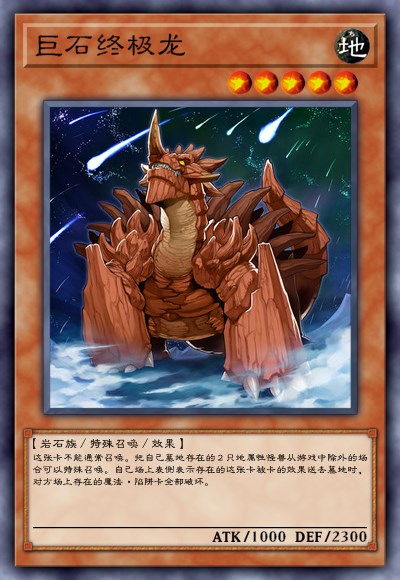 巨石终极龙
地
【岩石族／特殊召唤／效果】
这张卡不能通常召唤。把自己墓地存在的２只地属性怪兽从游戏中除外的场
合可以特殊召唤。自己场上表侧表示存在的这张卡被卡的效果送去墓地时，
对方场上存在的魔法·陷阱卡全部破坏。
ATK/1000 DEF/2300